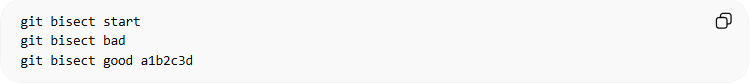 git bisect start
git bisect bad
git bisect good a1b2c3d